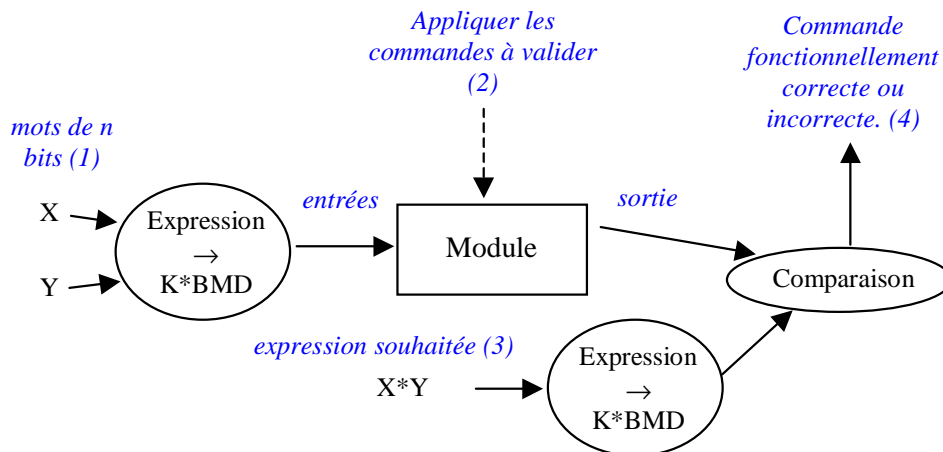 Appliquer les
commandes à valider
(2)
Commande
fonctionnellement
correcte ou
incorrecte. (4)
mots de n
bits (1)
X
Y
Expression
→
K*BMD
entrées
Module
sortie
Comparaison
expression souhaitée (3)
X*Y
Expression
→
K*BMD